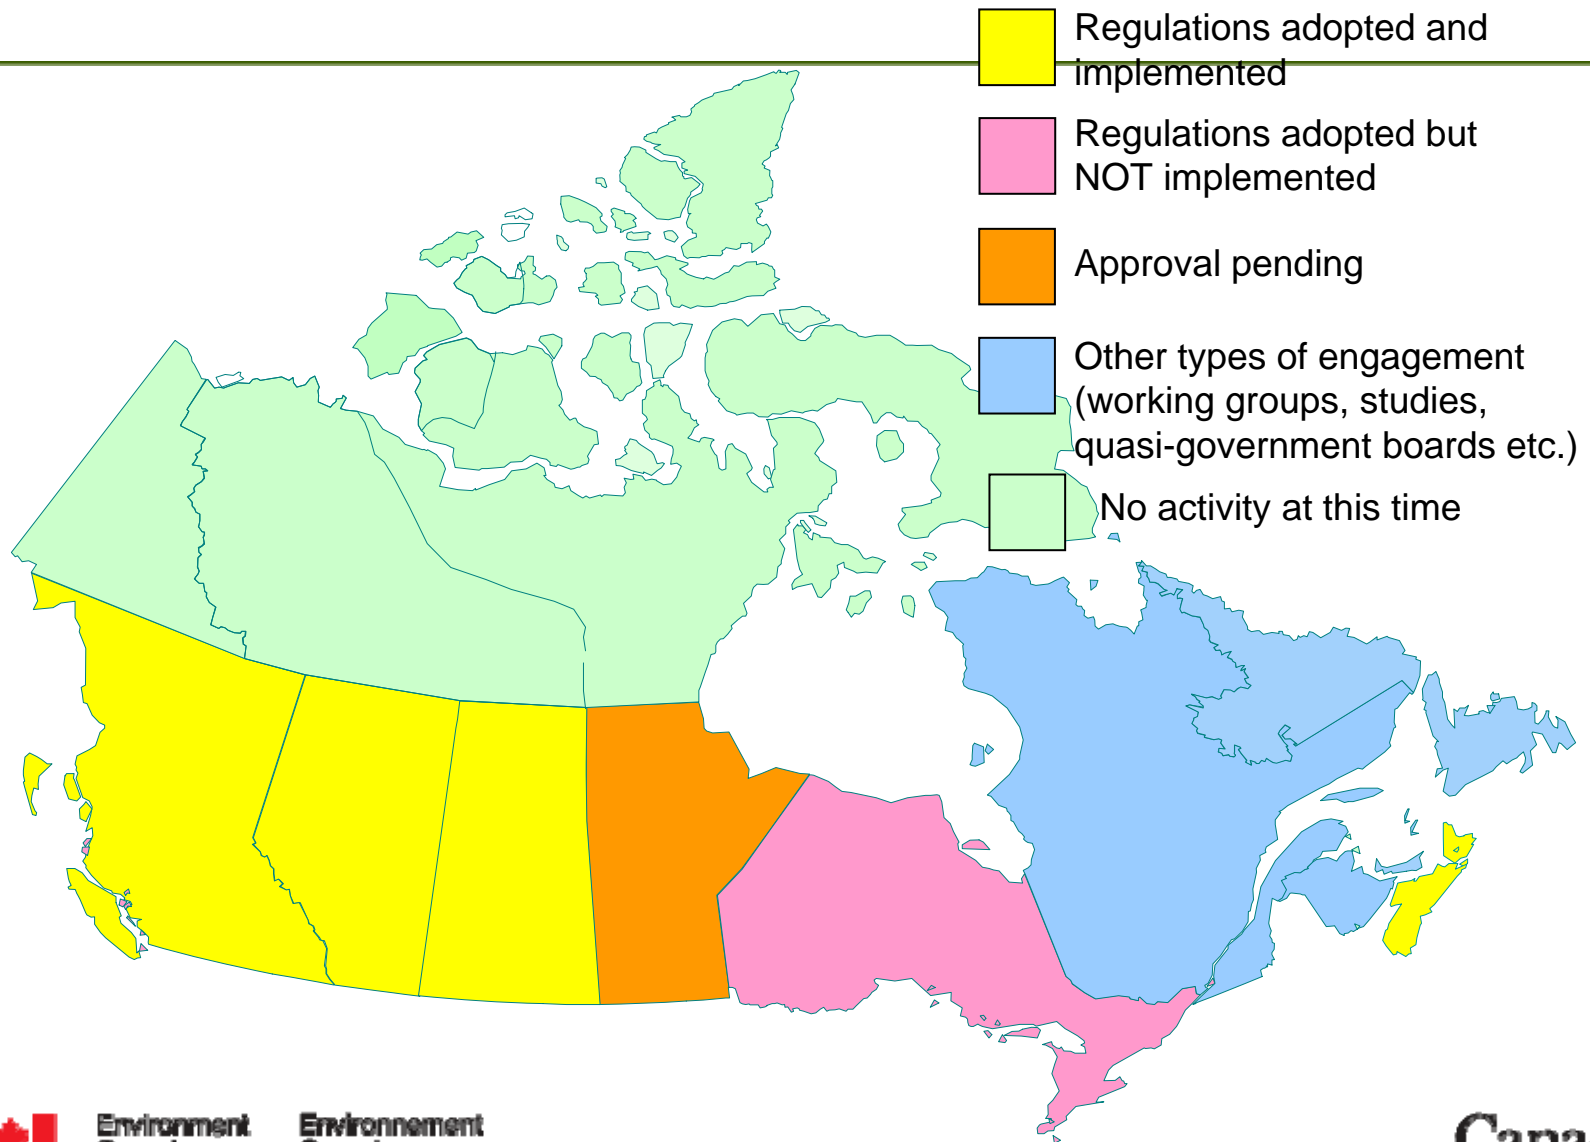 Regulations adopted and
implemented
Regulations adopted but
NOT implemented
Approval pending
Other types of engagement
(working groups, studies,
quasi-government boards etc.)
No activity at this time
Environment
Environnement